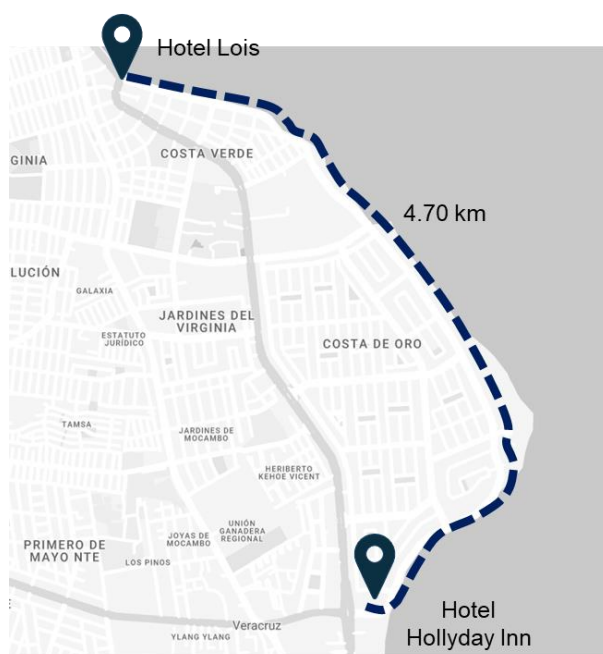 Hotel Lois
GINIA
COSTA VERDE
4.70 km
LUCIÓN
GALAXIA
JARDINES DEL
VIRGINIA
ESTATUTO
JURÍDICO
COSTA DE ORO
TAMSA
JARDINES DE
MOCAMBO
HERIBERTO
KEHOE VICENT
UNIÓN
GANADERA
REGIONAL
JOYAS DE
MOCAMBO
PRIMERO DE
MAYO NTE
LOS PINOS
Veracruz
YLANG YLANG
Hotel
Hollyday Inn